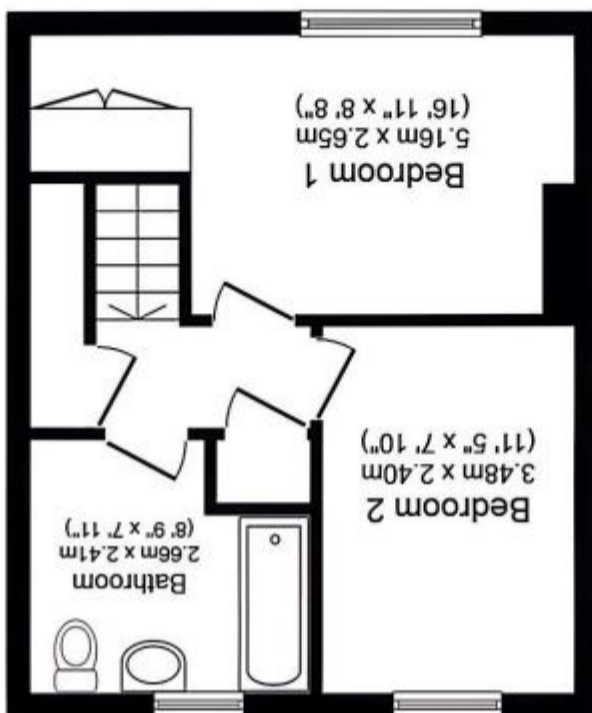 Bedroom 2
3.48m x 2.40m
(11' 5" x 7' 10")
Bathroom
2.66m x 2.41m
(8' 9" x 7' 11")
Bedroom 1
5.16m x 2.65m
(16' 11" x 8' 8")